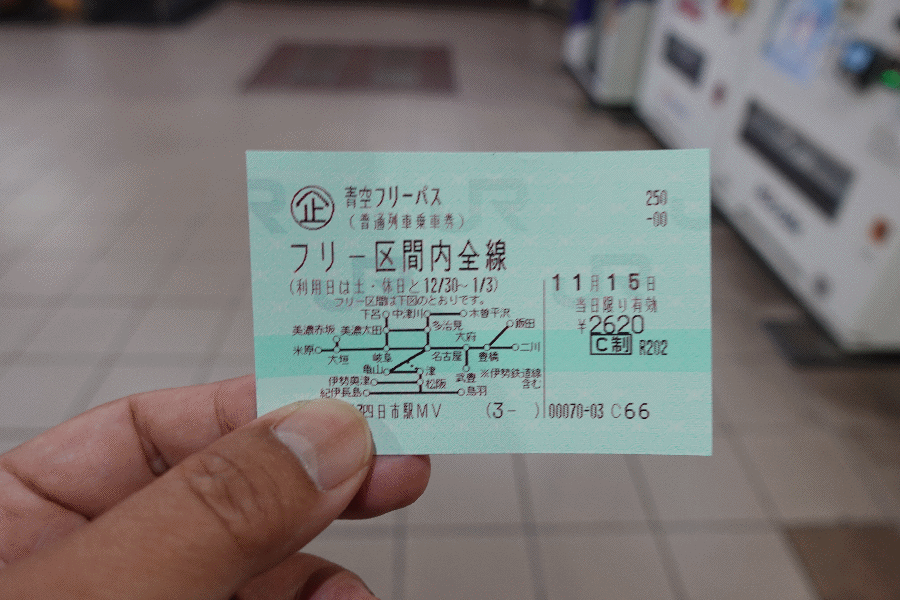 企 青空フリーパス 250
(普通列車乗車券) -00
フリー区間内全線
(利用日は土・休日と12/30~1/3)
11月15日
フリー区間は下図のとおりです。
当日限り有効
下呂 中津川 木曽平沢
¥2620
美濃赤坂 美濃太田 多治見 飯田
大府
C制 R202
米原 大垣 岐阜 名古屋 豊橋 二川
亀山 津 武豊 ※伊勢鉄道線
伊勢奥津 松阪 含む
紀伊長島 鳥羽
四日市駅MV (3- ) 00070-03 C66